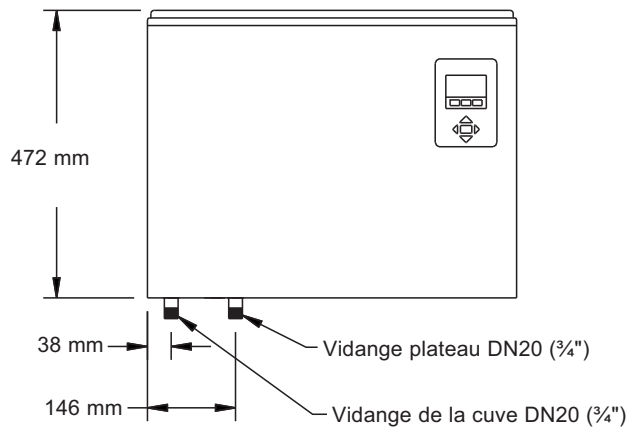 472 mm
38 mm
Vidange plateau DN20 (¾")
146 mm
Vidange de la cuve DN20 (¾")